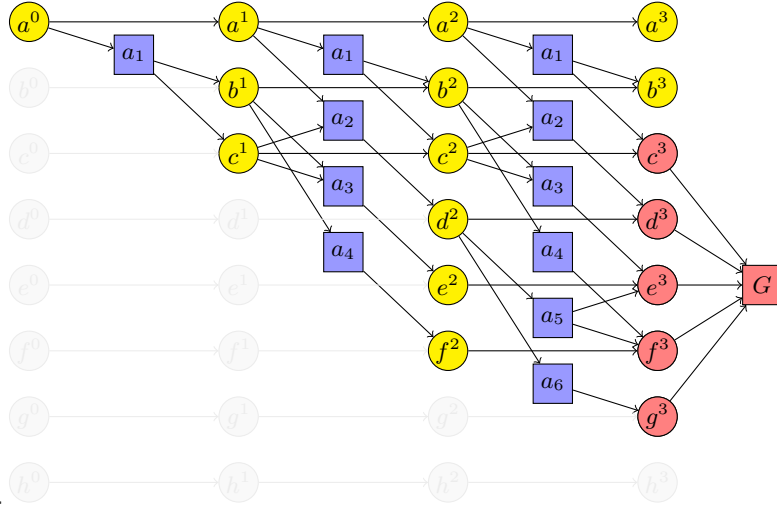 a⁰ a¹ a² a³
a₁ a₁ a₁
b⁰ b¹ b² b³
a₂ a₂
c⁰ c¹ c² c³
a₃ a₃
d⁰ d¹ d² d³
a₄ a₄
e⁰ e¹ e² e³ G
a₅
f⁰ f¹ f² f³
a₆
g⁰ g¹ g² g³
h⁰ h¹ h² h³